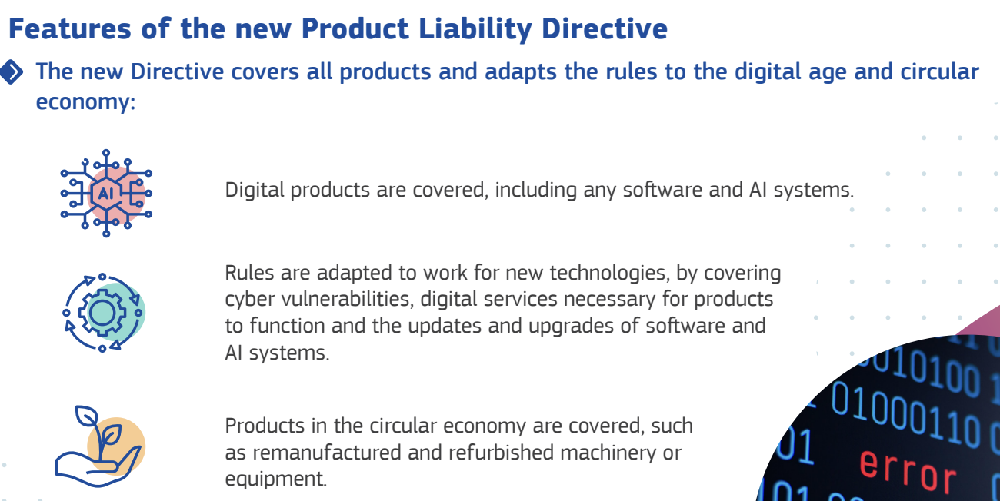 Features of the new Product Liability Directive
The new Directive covers all products and adapts the rules to the digital age and circular
economy:
AI
Digital products are covered, including any software and AI systems.
Rules are adapted to work for new technologies, by covering
cyber vulnerabilities, digital services necessary for products
to function and the updates and upgrades of software and
AI systems.
Products in the circular economy are covered, such
as remanufactured and refurbished machinery or
equipment.
010100
01000110
01
error
01